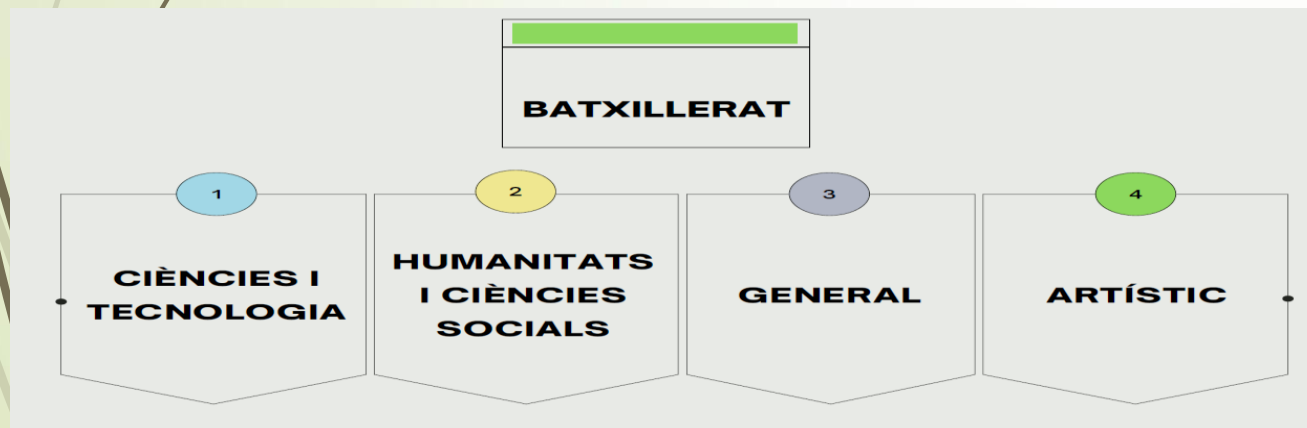 BATXILLERAT
1
CIÈNCIES I
TECNOLOGIA
2
HUMANITATS
I CIÈNCIES
SOCIALS
3
GENERAL
4
ARTÍSTIC